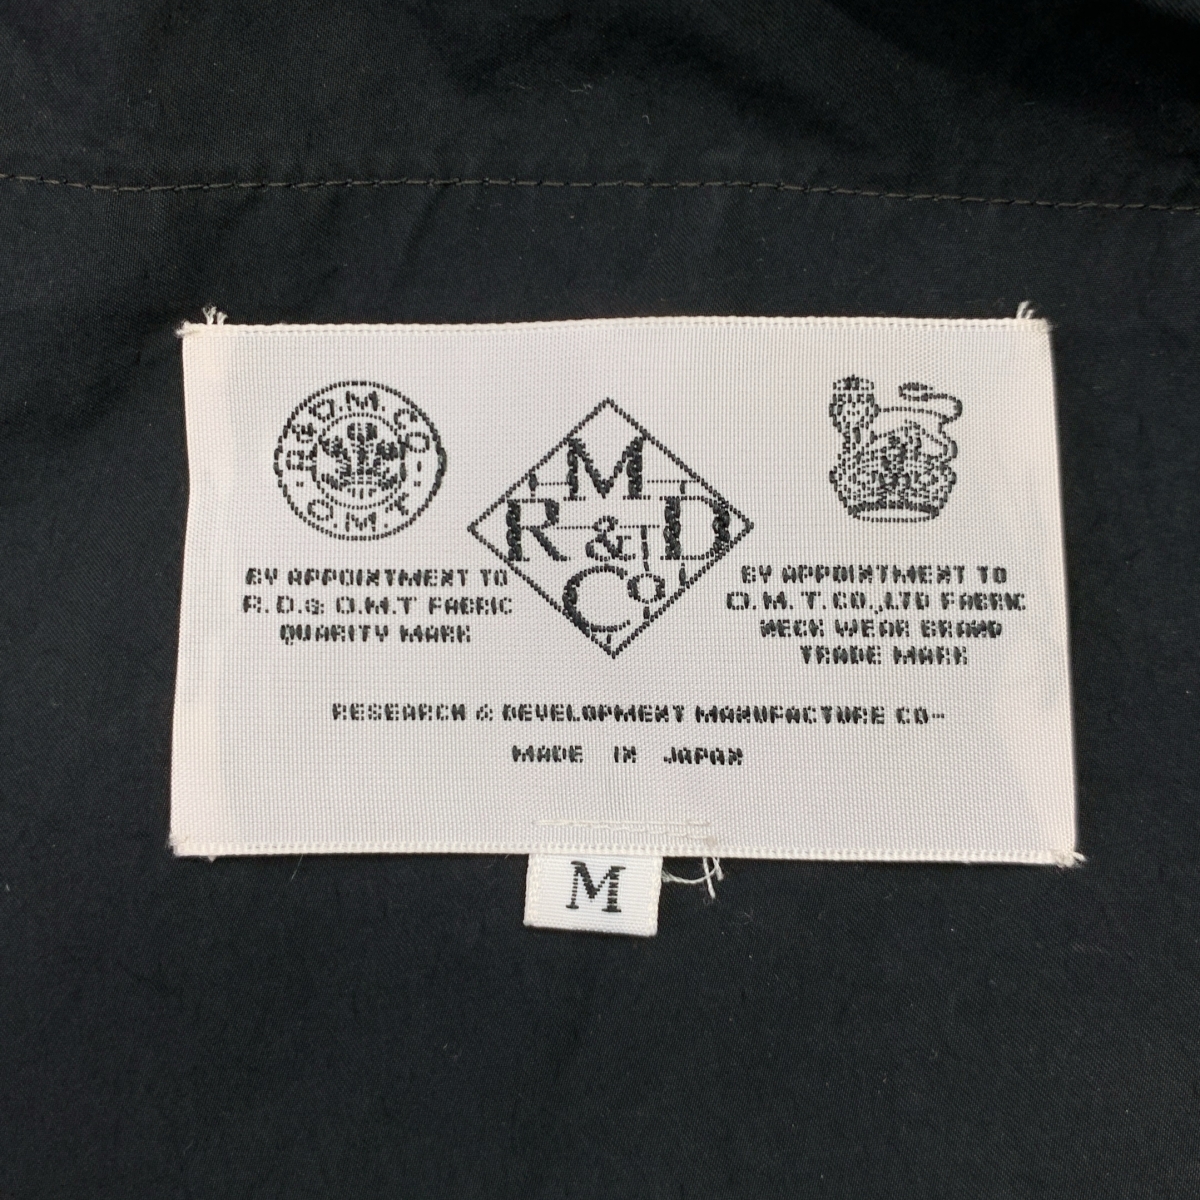 R&D.M.CO-
O.M.T.
M
R&D
Co
BY APPOINTMENT TO
R.D.& O.M.T FABRIC
QUARITY MARK
BY APPOINTMENT TO
O.M.T.CO.,LTD FABRIC
NECK WEAR BRAND
TRADE MARK
RESEARCH & DEVELOPMENT MANUFACTURE CO-
MADE IN JAPAN
M